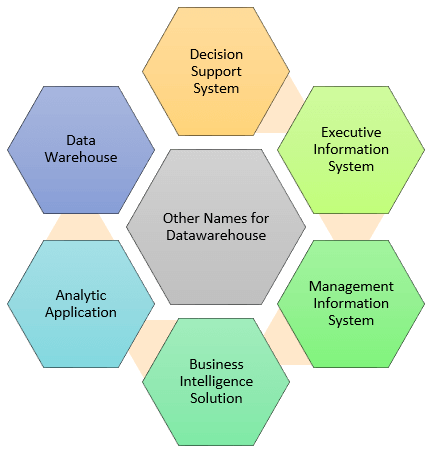 Decision
Support
System
Executive
Information
System
Management
Information
System
Business
Intelligence
Solution
Analytic
Application
Data
Warehouse
Other Names for
Datawarehouse